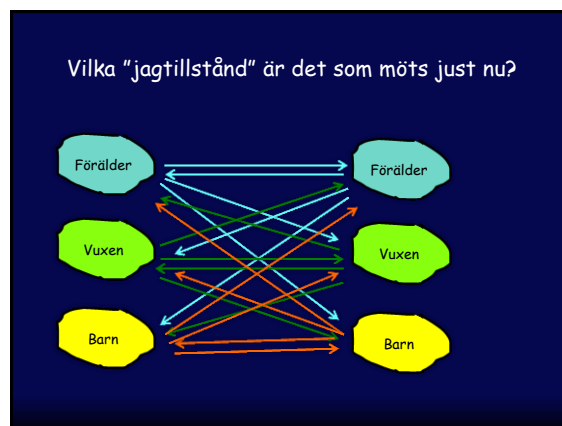 Vilka ”jagtillstånd” är det som möts just nu?
Förälder
Förälder
Vuxen
Vuxen
Barn
Barn